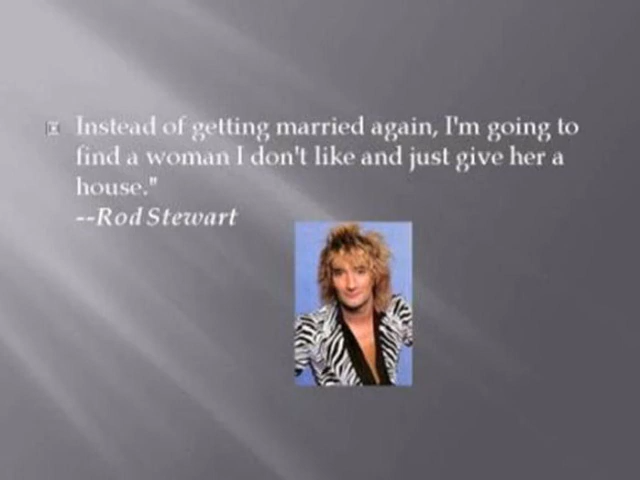 Instead of getting married again, I'm going to
find a woman I don't like and just give her a
house."
--Rod Stewart